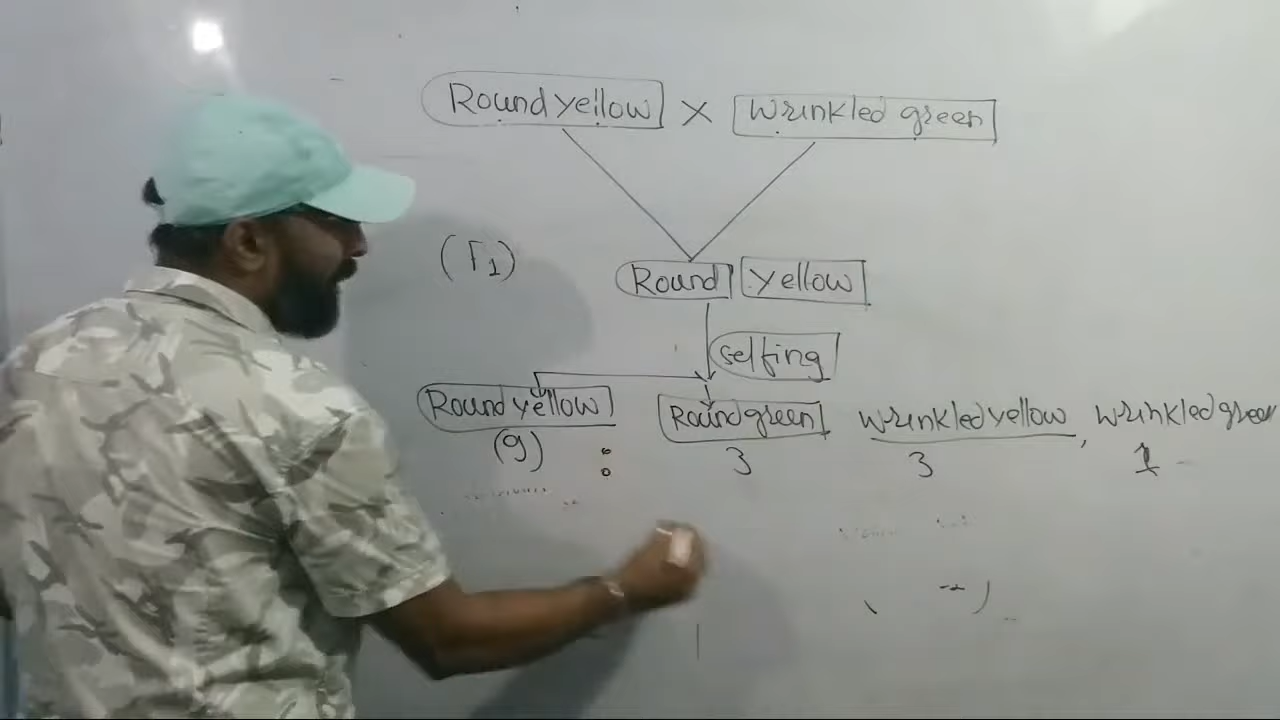 Round yellow X Wrinkled green
(F1)
Round yellow
selfing
Round yellow Round green wrinkled yellow, wrinkled green
(9) : 3 3 1